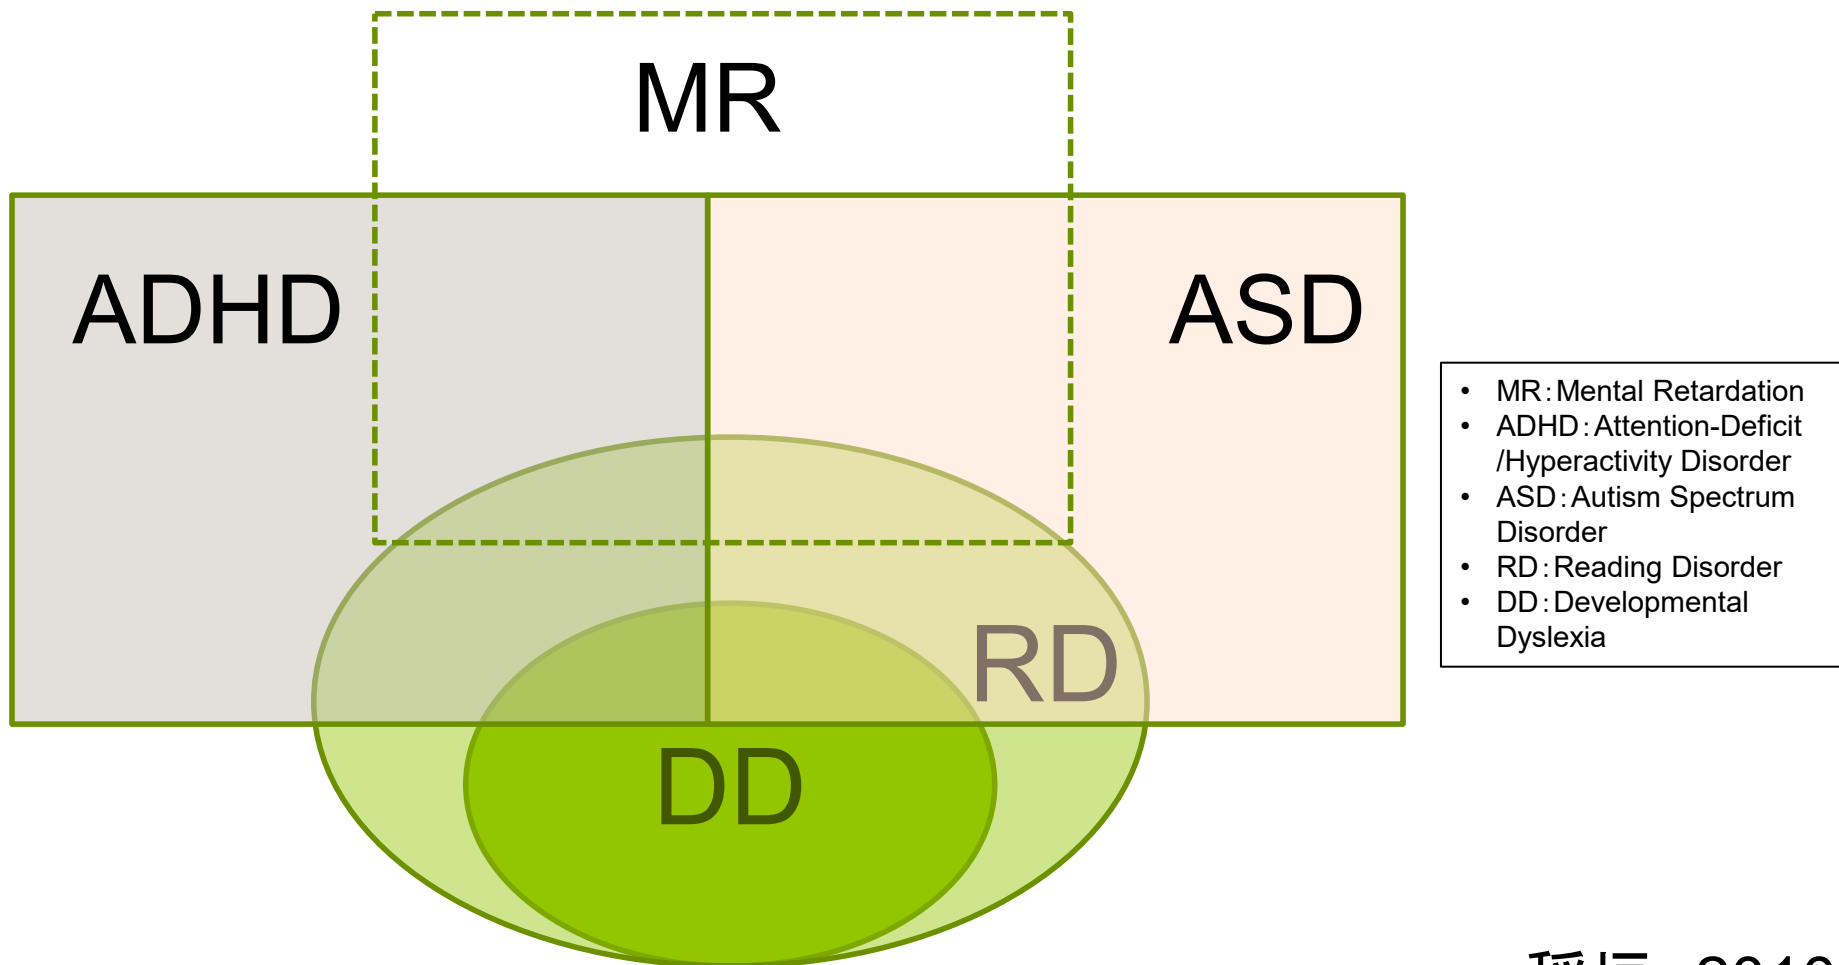 MR
ADHD
ASD
RD
DD
• MR：Mental Retardation
• ADHD：Attention-Deficit
/Hyperactivity Disorder
• ASD：Autism Spectrum
Disorder
• RD：Reading Disorder
• DD：Developmental
Dyslexia